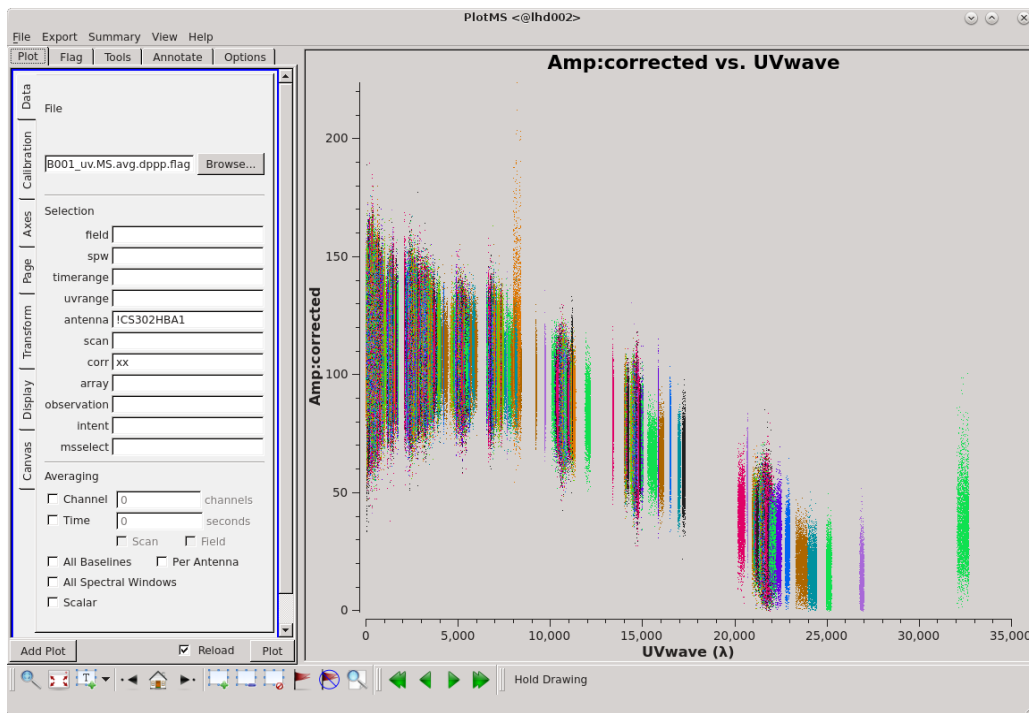 PlotMS <@lhd002>
File Export Summary View Help
Plot Flag Tools Annotate Options
Data
Calibration
Axes
Page
Transform
Display
Canvas
File
B001_uv.MS.avg.dppp.flag Browse...
Selection
field
spw
timerange
uvrange
antenna !CS302HBA1
scan
corr xx
array
observation
intent
msselect
Averaging
Channel 0 channels
Time 0 seconds
Scan Field
All Baselines Per Antenna
All Spectral Windows
Scalar
Add Plot Reload Plot
Amp:corrected vs. UVwave
Amp:corrected
200
150
100
50
0
0 5,000 10,000 15,000 20,000 25,000 30,000 35,000
UVwave (λ)
T
Hold Drawing